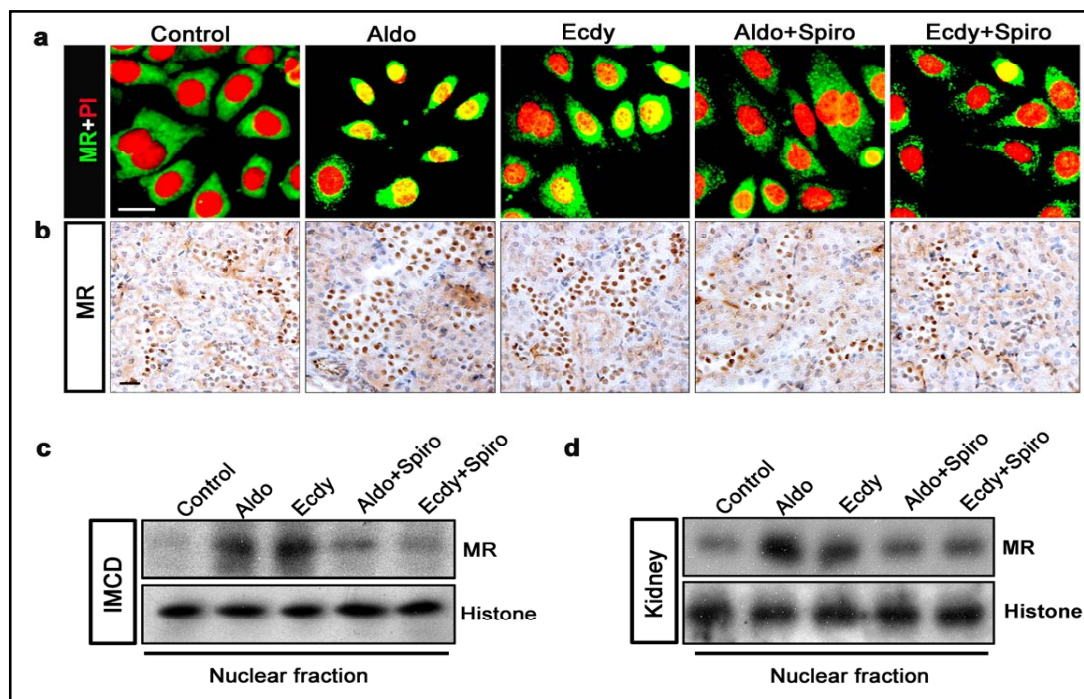 a
Control
Aldo
Ecdy
Aldo+Spiro
Ecdy+Spiro
MR+PI
b
MR
c
Control
Aldo
Ecdy
Aldo+Spiro
Ecdy+Spiro
IMCD
MR
Histone
Nuclear fraction
d
Control
Aldo
Ecdy
Aldo+Spiro
Ecdy+Spiro
Kidney
MR
Histone
Nuclear fraction